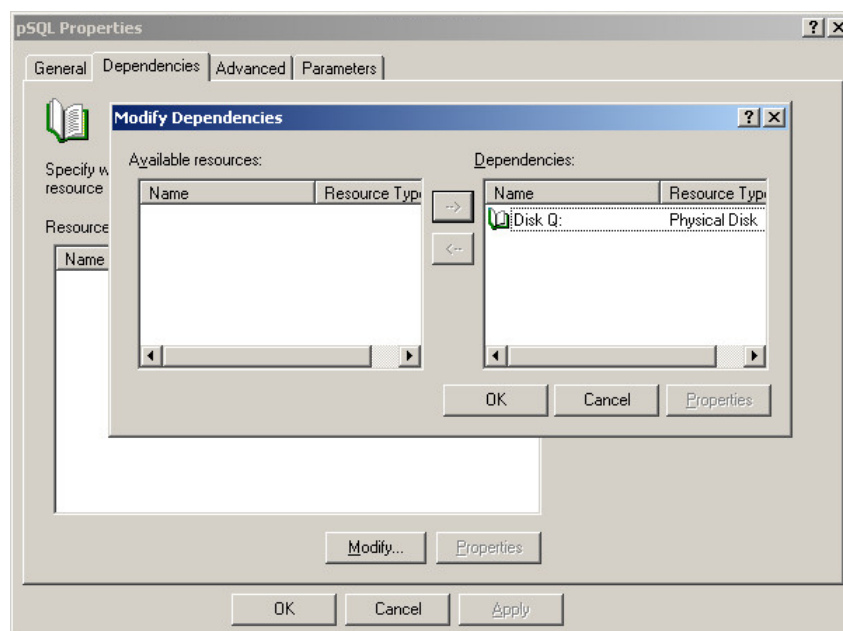 pSQL Properties
General Dependencies Advanced Parameters
Modify Dependencies
Specify w
resource
Available resources:
Name Resource Typ
-->
<--
Dependencies:
Name Resource Typ
Disk Q: Physical Disk
Resource
Name
OK Cancel Properties
Modify... Properties
OK Cancel Apply